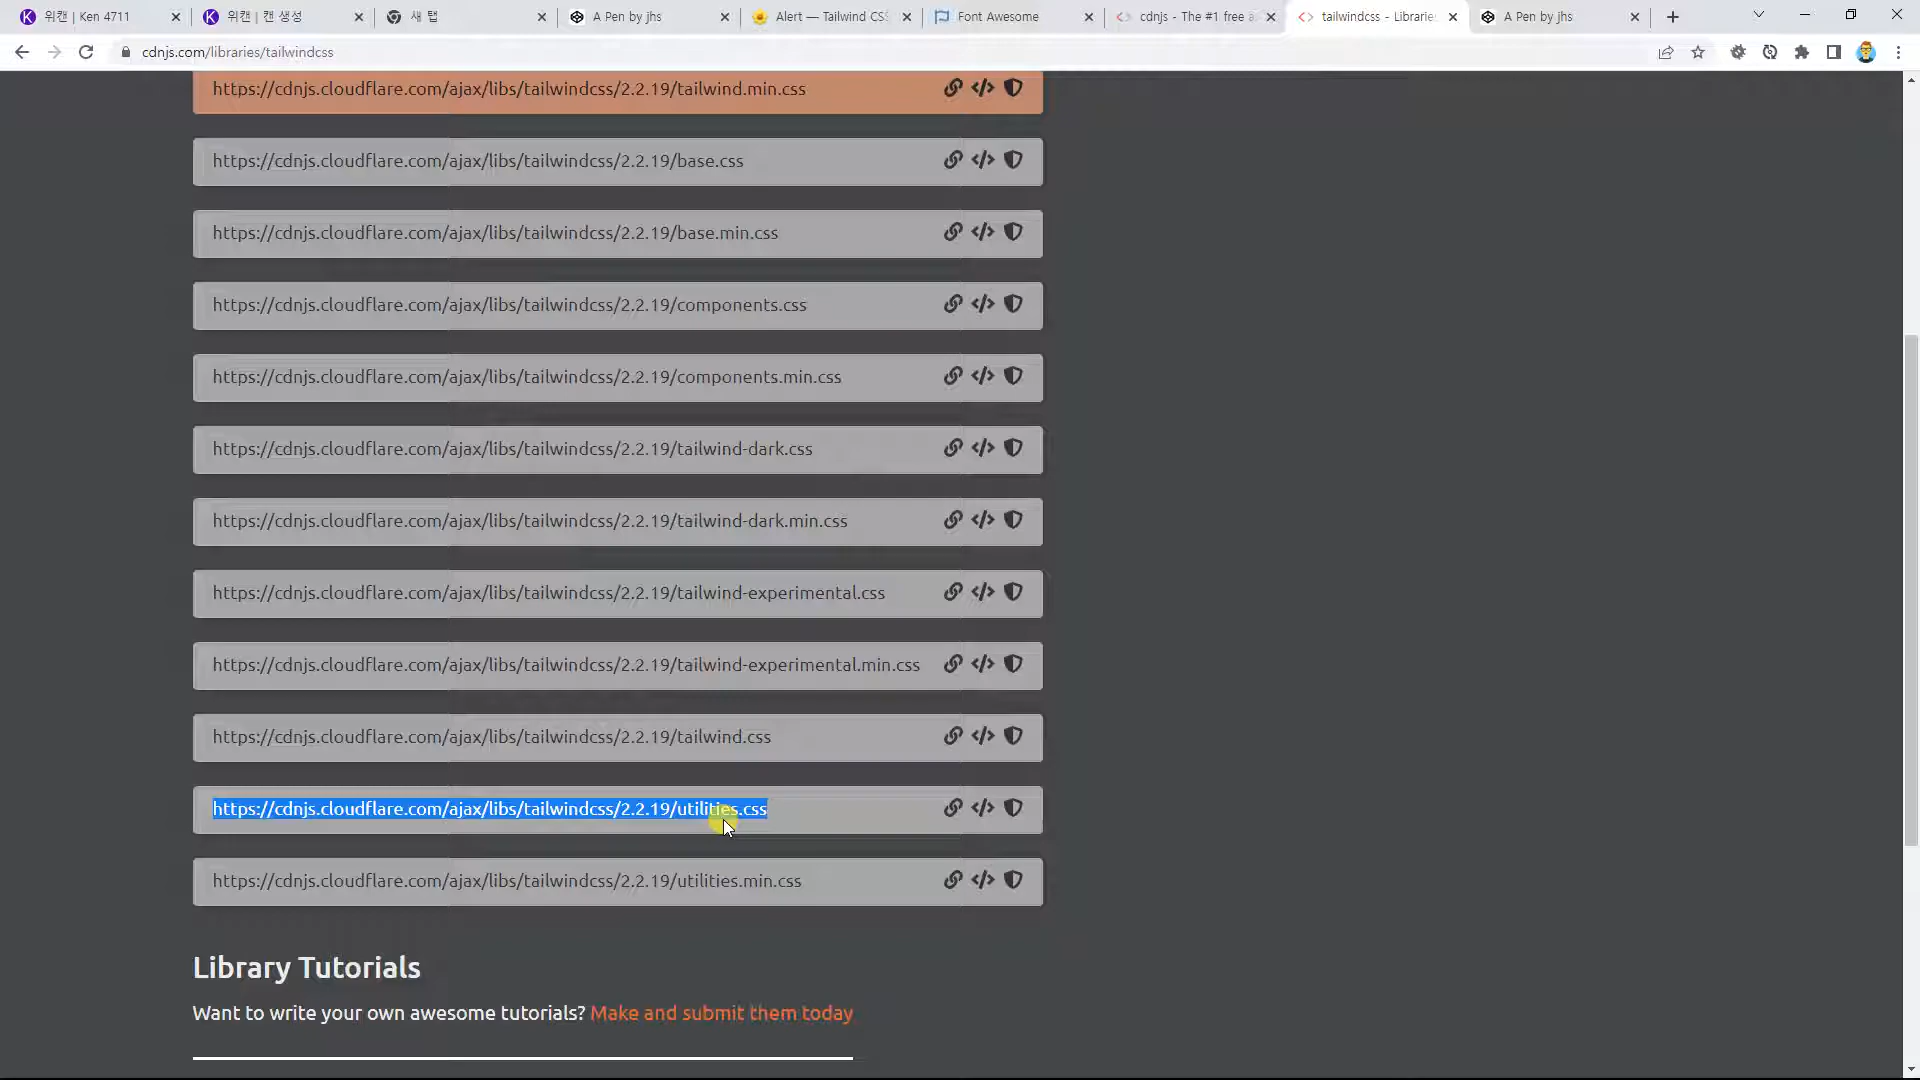 위캔 | Ken 4711
위캔 | 캔 생성
새 탭
A Pen by jhs
Alert — Tailwind CSS
Font Awesome
cdnjs - The #1 free a
tailwindcss - Librarie
A Pen by jhs
cdnjs.com/libraries/tailwindcss
https://cdnjs.cloudflare.com/ajax/libs/tailwindcss/2.2.19/tailwind.min.css
https://cdnjs.cloudflare.com/ajax/libs/tailwindcss/2.2.19/base.css
https://cdnjs.cloudflare.com/ajax/libs/tailwindcss/2.2.19/base.min.css
https://cdnjs.cloudflare.com/ajax/libs/tailwindcss/2.2.19/components.css
https://cdnjs.cloudflare.com/ajax/libs/tailwindcss/2.2.19/components.min.css
https://cdnjs.cloudflare.com/ajax/libs/tailwindcss/2.2.19/tailwind-dark.css
https://cdnjs.cloudflare.com/ajax/libs/tailwindcss/2.2.19/tailwind-dark.min.css
https://cdnjs.cloudflare.com/ajax/libs/tailwindcss/2.2.19/tailwind-experimental.css
https://cdnjs.cloudflare.com/ajax/libs/tailwindcss/2.2.19/tailwind-experimental.min.css
https://cdnjs.cloudflare.com/ajax/libs/tailwindcss/2.2.19/tailwind.css
https://cdnjs.cloudflare.com/ajax/libs/tailwindcss/2.2.19/utilities.css
https://cdnjs.cloudflare.com/ajax/libs/tailwindcss/2.2.19/utilities.min.css
Library Tutorials
Want to write your own awesome tutorials? Make and submit them today